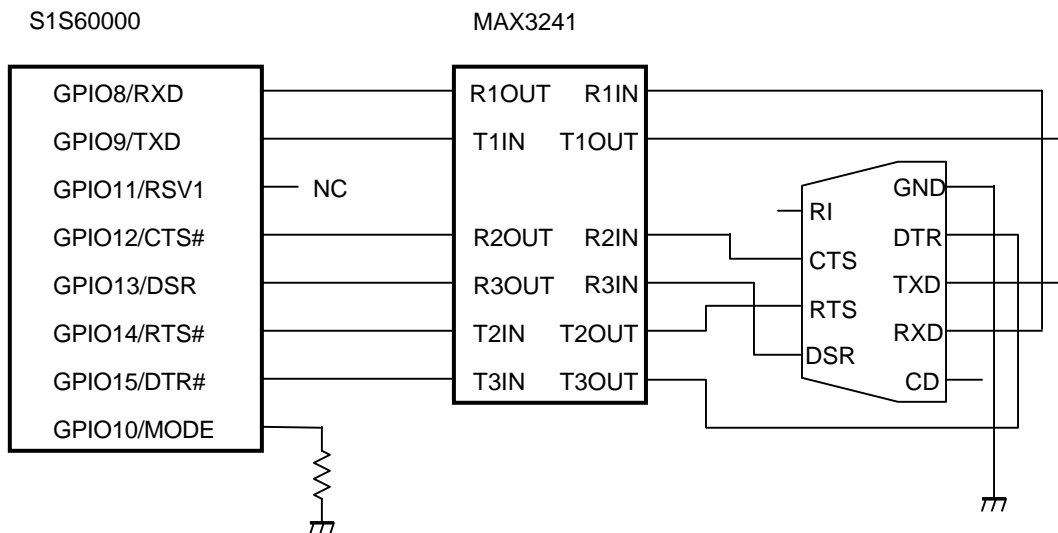 S1S60000
MAX3241
GPIO8/RXD
GPIO9/TXD
GPIO11/RSV1
NC
GPIO12/CTS#
GPIO13/DSR
GPIO14/RTS#
GPIO15/DTR#
GPIO10/MODE
R1OUT R1IN
T1IN T1OUT
R2OUT R2IN
R3OUT R3IN
T2IN T2OUT
T3IN T3OUT
RI
CTS
RTS
DSR
GND
DTR
TXD
RXD
CD